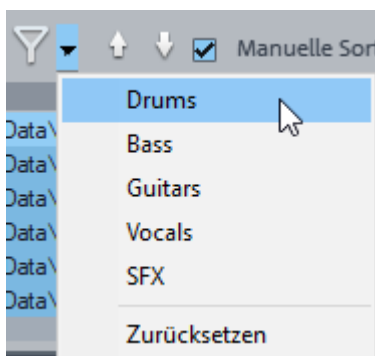 Manuelle Sor
Drums
Data\
Bass
Data\
Guitars
Data\
Vocals
Data\
SFX
Data\
Data\
Zurücksetzen